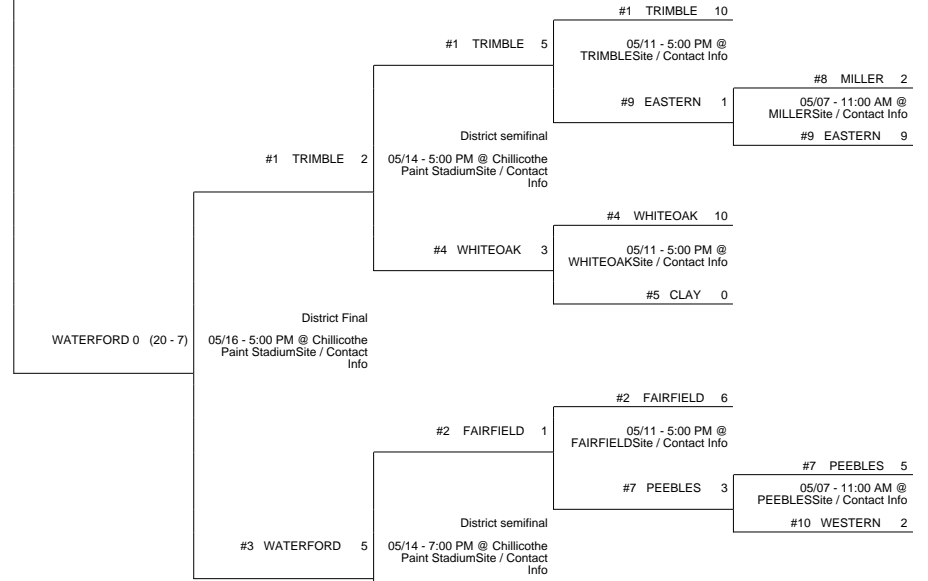 #1 TRIMBLE 10
#1 TRIMBLE 5
05/11 - 5:00 PM @
TRIMBLESite / Contact Info
#8 MILLER 2
#9 EASTERN 1
05/07 - 11:00 AM @
MILLERSite / Contact Info
#9 EASTERN 9
District semifinal
#1 TRIMBLE 2
05/14 - 5:00 PM @ Chillicothe
Paint StadiumSite / Contact
Info
#4 WHITEOAK 10
#4 WHITEOAK 3
05/11 - 5:00 PM @
WHITEOAKSite / Contact Info
#5 CLAY 0
District Final
WATERFORD 0 (20 - 7)
05/16 - 5:00 PM @ Chillicothe
Paint StadiumSite / Contact
Info
#2 FAIRFIELD 6
#2 FAIRFIELD 1
05/11 - 5:00 PM @
FAIRFIELDSite / Contact Info
#7 PEEBLES 5
#7 PEEBLES 3
05/07 - 11:00 AM @
PEEBLESSite / Contact Info
#10 WESTERN 2
District semifinal
#3 WATERFORD 5
05/14 - 7:00 PM @ Chillicothe
Paint StadiumSite / Contact
Info